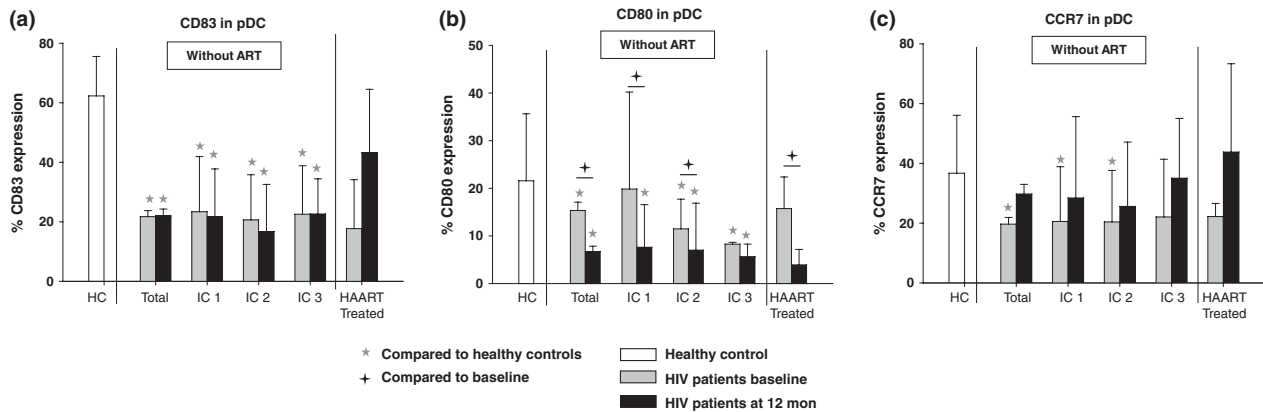 (a)
CD83 in pDC
Without ART
% CD83 expression
80
60
40
20
0
HC
Total
IC 1
IC 2
IC 3
HAART
Treated
(b)
CD80 in pDC
Without ART
% CD80 expression
50
40
30
20
10
0
HC
Total
IC 1
IC 2
IC 3
HAART
Treated
(c)
CCR7 in pDC
Without ART
% CCR7 expression
80
60
40
20
0
HC
Total
IC 1
IC 2
IC 3
HAART
Treated
Compared to healthy controls
Compared to baseline
Healthy control
HIV patients baseline
HIV patients at 12 mon